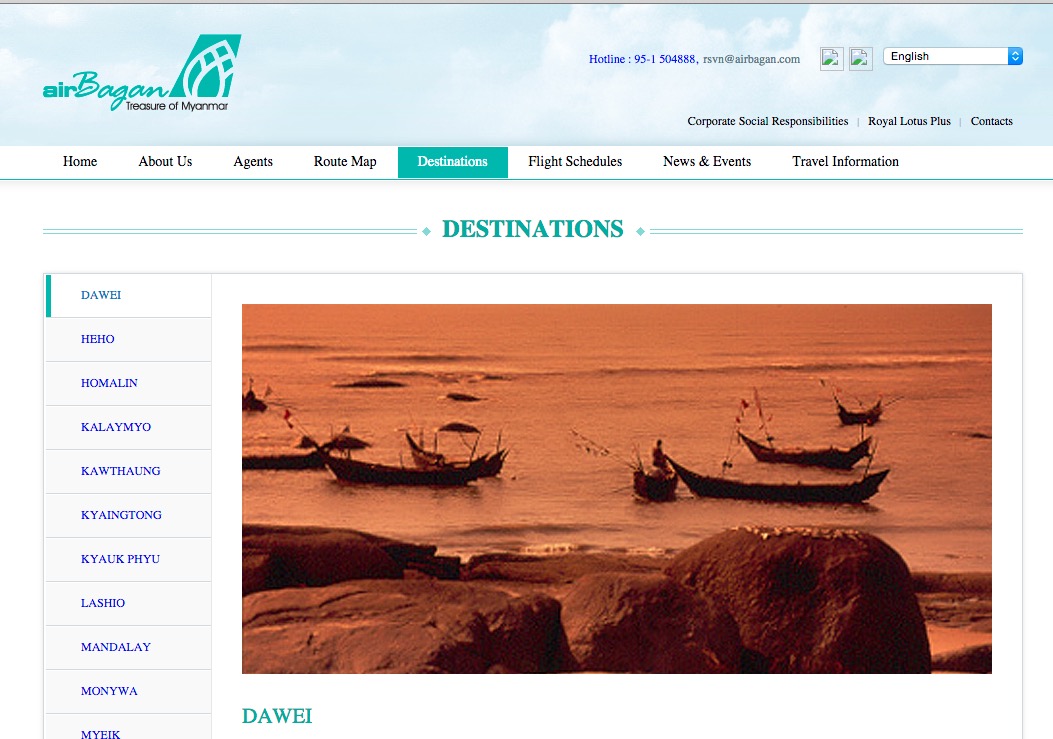 airBagan
Treasure of Myanmar
Hotline : 95-1 504888, rsvn@airbagan.com
English
Corporate Social Responsibilities | Royal Lotus Plus | Contacts
Home About Us Agents Route Map Destinations Flight Schedules News & Events Travel Information
DESTINATIONS
DAWEI
HEHO
HOMALIN
KALAYMYO
KAWTHAUNG
KYAINGTONG
KYAUK PHYU
LASHIO
MANDALAY
MONYWA
MYEIK
DAWEI